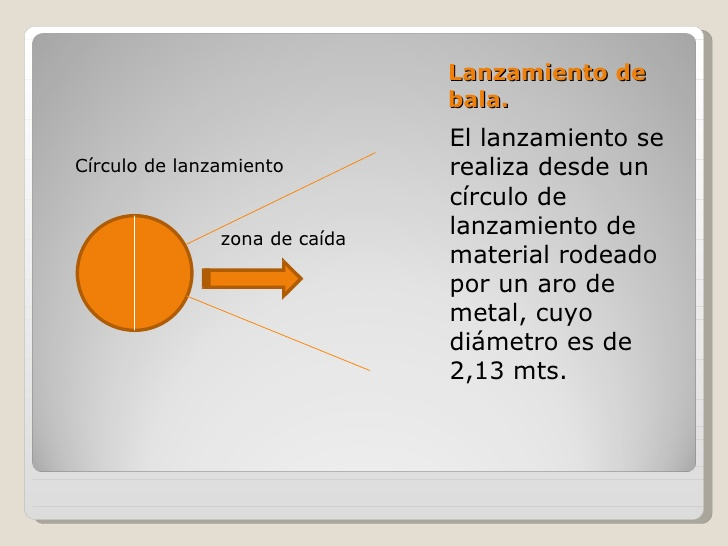 Lanzamiento de
bala.
El lanzamiento se
realiza desde un
círculo de
lanzamiento de
material rodeado
por un aro de
metal, cuyo
diámetro es de
2,13 mts.
Círculo de lanzamiento
zona de caída